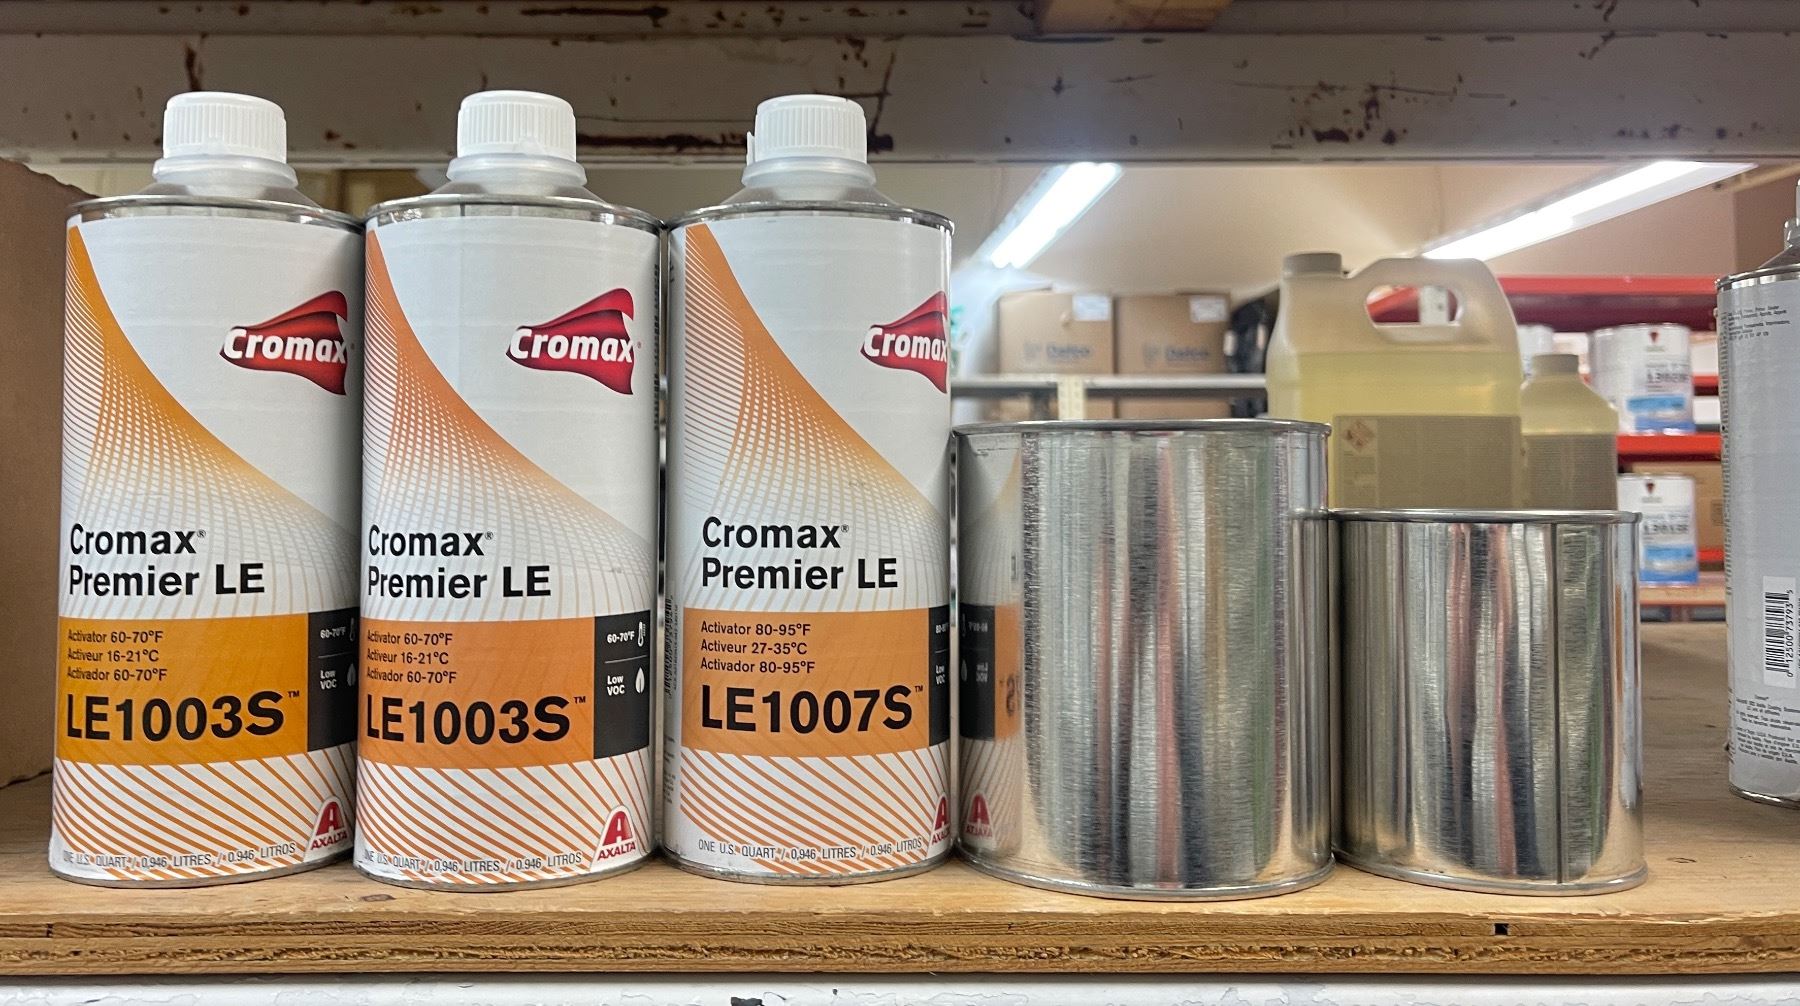 Cromax®
Cromax®
Premier LE
Activator 60-70°F
Activeur 16-21°C
Activador 60-70°F
LE1003S™
60-70°F
Low
VOC
AXALTA
ONE U.S. QUART / 0.946 LITRES / 0.946 LITROS
Cromax®
Cromax®
Premier LE
Activator 60-70°F
Activeur 16-21°C
Activador 60-70°F
LE1003S™
60-70°F
Low
VOC
AXALTA
ONE U.S. QUART / 0.946 LITRES / 0.946 LITROS
Cromax
Cromax®
Premier LE
Activator 80-95°F
Activeur 27-35°C
Activador 80-95°F
LE1007S™
Low
VOC
ONE U.S. QUART / 0.946 LITRES / 0.946 LITROS